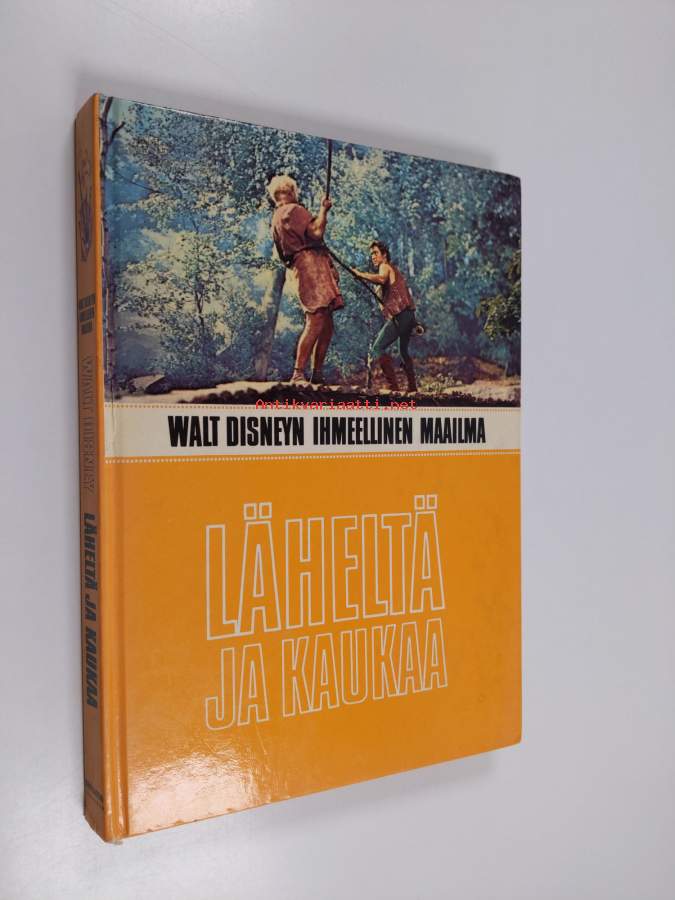 Antikvariaatti.net
WALT DISNEYN IHMEELLINEN MAAILMA
LÄHELTÄ
JA KAUKAA
WALT DISNEY
LÄHELTÄ JA KAUKAA